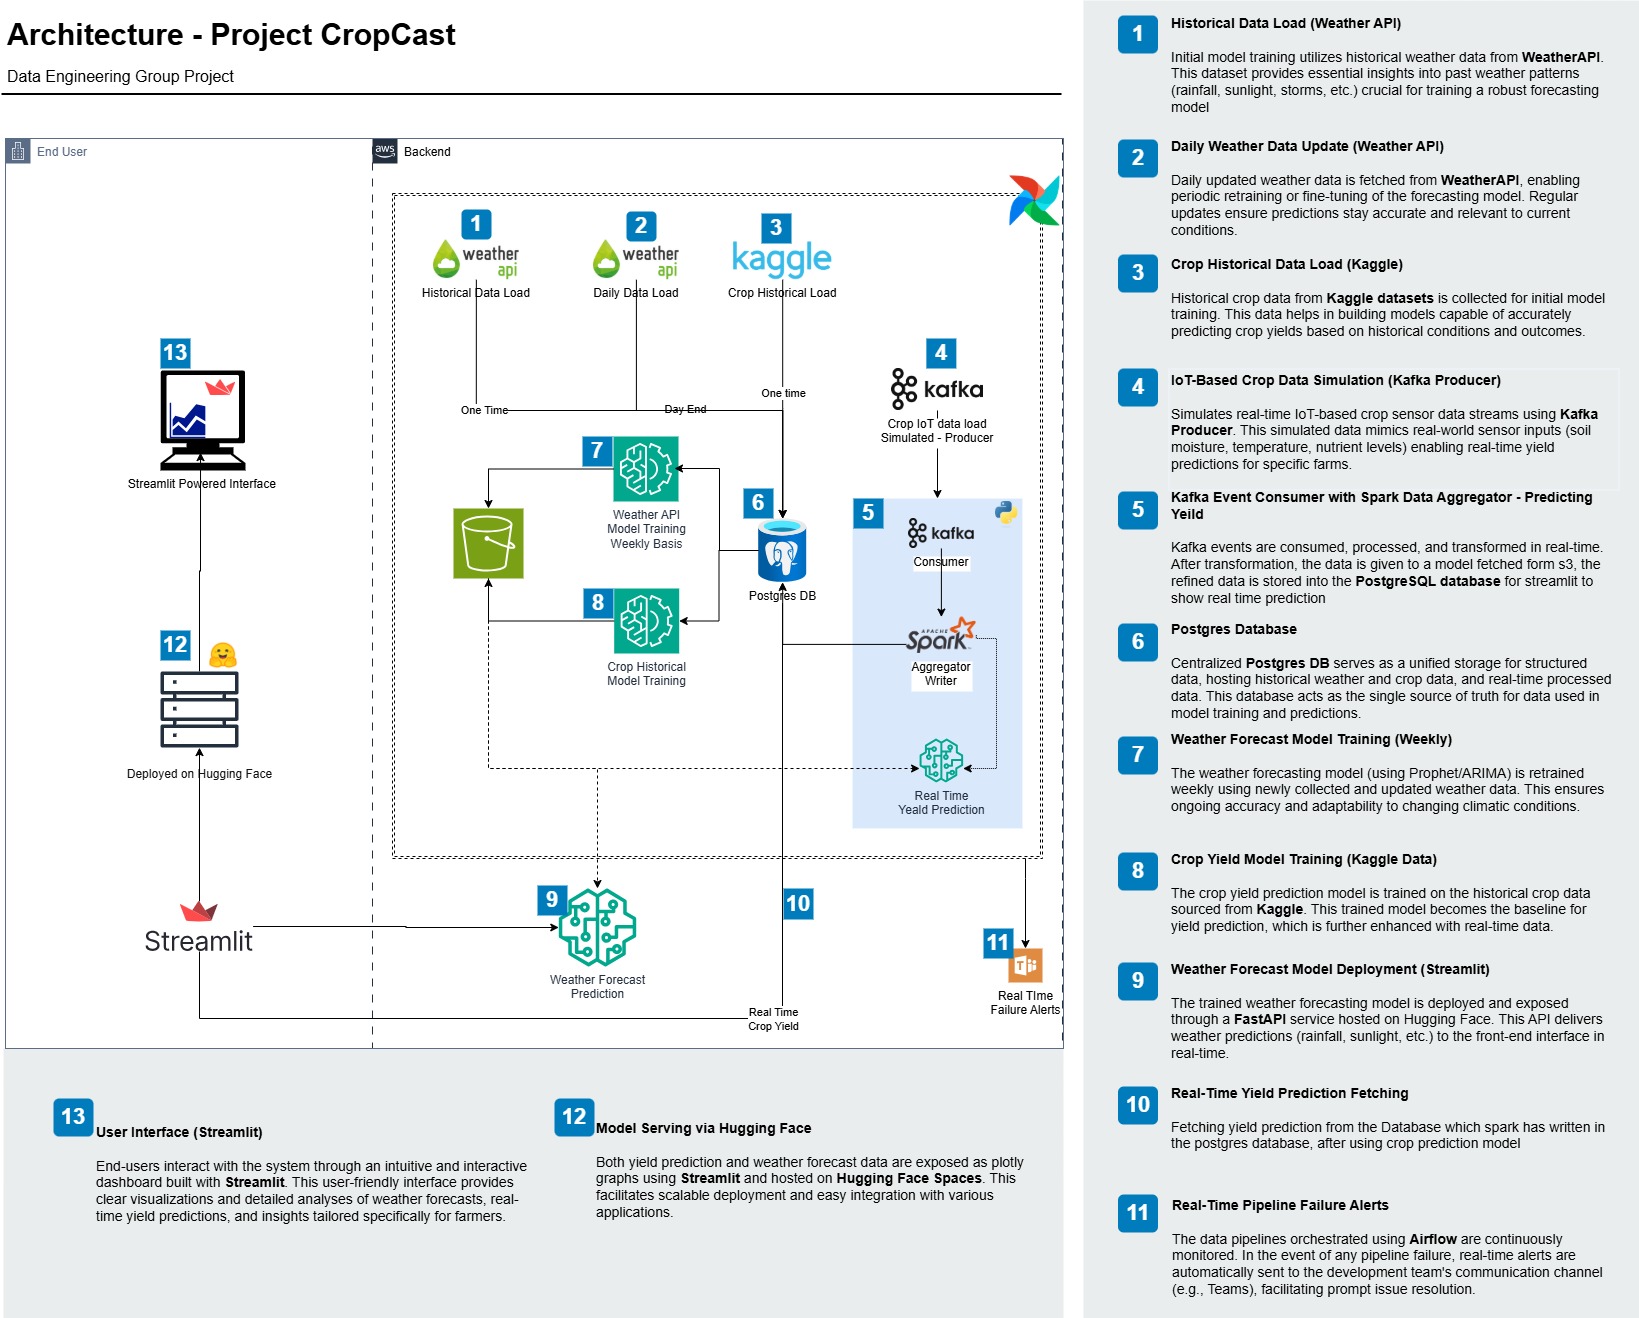 Architecture - Project CropCast
Data Engineering Group Project
End User
aws
Backend
1
weather
api
Historical Data Load
2
weather
api
Daily Data Load
3
kaggle
Crop Historical Load
One Time
Day End
One time
4
kafka
Crop IoT data load
Simulated - Producer
13
Streamlit Powered Interface
7
Weather API
Model Training
Weekly Basis
6
Postgres DB
5
kafka
Consumer
8
Crop Historical
Model Training
APACHE
Spark
Aggregator
Writer
12
Deployed on Hugging Face
Real Time
Yeald Prediction
Streamlit
9
Weather Forecast
Prediction
10
Real Time
Crop Yield
11
T
Real TIme
Failure Alerts
13
User Interface (Streamlit)
End-users interact with the system through an intuitive and interactive
dashboard built with Streamlit. This user-friendly interface provides
clear visualizations and detailed analyses of weather forecasts, real-
time yield predictions, and insights tailored specifically for farmers.
12
Model Serving via Hugging Face
Both yield prediction and weather forecast data are exposed as plotly
graphs using Streamlit and hosted on Hugging Face Spaces. This
facilitates scalable deployment and easy integration with various
applications.
1
Historical Data Load (Weather API)
Initial model training utilizes historical weather data from WeatherAPI.
This dataset provides essential insights into past weather patterns
(rainfall, sunlight, storms, etc.) crucial for training a robust forecasting
model
2
Daily Weather Data Update (Weather API)
Daily updated weather data is fetched from WeatherAPI, enabling
periodic retraining or fine-tuning of the forecasting model. Regular
updates ensure predictions stay accurate and relevant to current
conditions.
3
Crop Historical Data Load (Kaggle)
Historical crop data from Kaggle datasets is collected for initial model
training. This data helps in building models capable of accurately
predicting crop yields based on historical conditions and outcomes.
4
IoT-Based Crop Data Simulation (Kafka Producer)
Simulates real-time IoT-based crop sensor data streams using Kafka
Producer. This simulated data mimics real-world sensor inputs (soil
moisture, temperature, nutrient levels) enabling real-time yield
predictions for specific farms.
5
Kafka Event Consumer with Spark Data Aggregator - Predicting
Yeild
Kafka events are consumed, processed, and transformed in real-time.
After transformation, the data is given to a model fetched form s3, the
refined data is stored into the PostgreSQL database for streamlit to
show real time prediction
6
Postgres Database
Centralized Postgres DB serves as a unified storage for structured
data, hosting historical weather and crop data, and real-time processed
data. This database acts as the single source of truth for data used in
model training and predictions.
7
Weather Forecast Model Training (Weekly)
The weather forecasting model (using Prophet/ARIMA) is retrained
weekly using newly collected and updated weather data. This ensures
ongoing accuracy and adaptability to changing climatic conditions.
8
Crop Yield Model Training (Kaggle Data)
The crop yield prediction model is trained on the historical crop data
sourced from Kaggle. This trained model becomes the baseline for
yield prediction, which is further enhanced with real-time data.
9
Weather Forecast Model Deployment (Streamlit)
The trained weather forecasting model is deployed and exposed
through a FastAPI service hosted on Hugging Face. This API delivers
weather predictions (rainfall, sunlight, etc.) to the front-end interface in
real-time.
10
Real-Time Yield Prediction Fetching
Fetching yield prediction from the Database which spark has written in
the postgres database, after using crop prediction model
11
Real-Time Pipeline Failure Alerts
The data pipelines orchestrated using Airflow are continuously
monitored. In the event of any pipeline failure, real-time alerts are
automatically sent to the development team's communication channel
(e.g., Teams), facilitating prompt issue resolution.